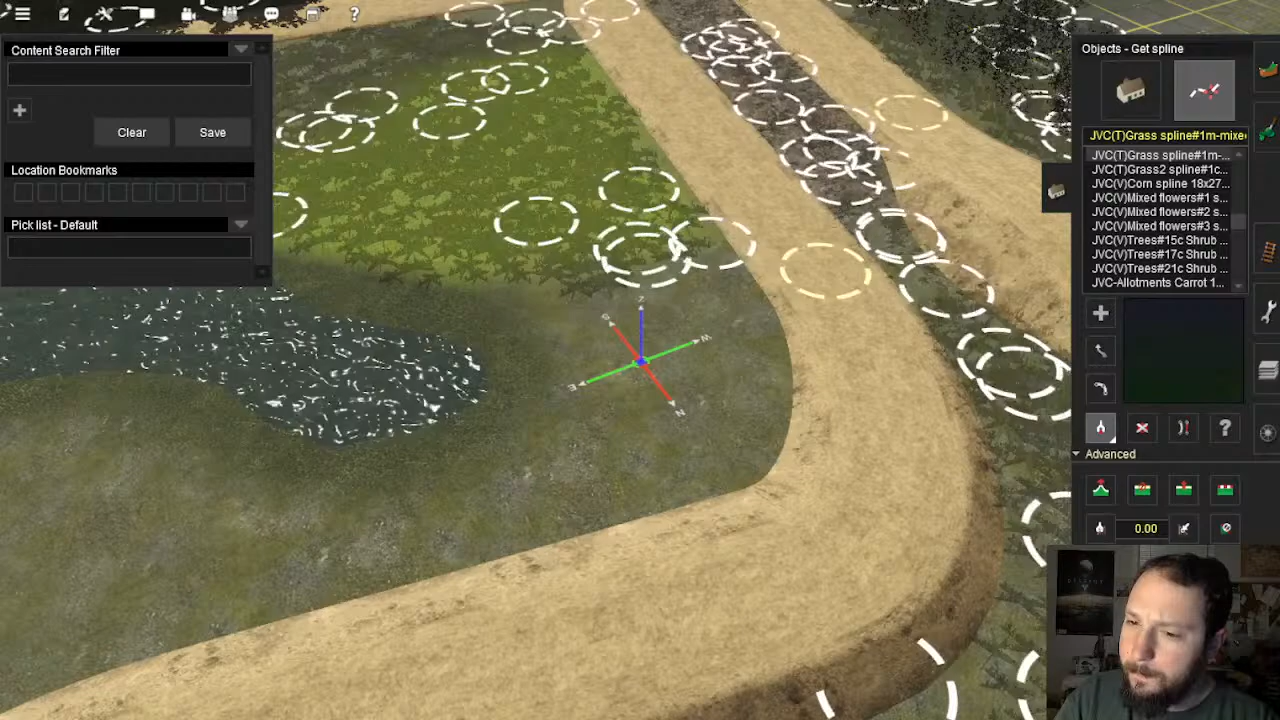 Content Search Filter
Clear
Save
Location Bookmarks
Pick list - Default
Objects - Get spline
JVC(T)Grass spline#1m-mixe
JVC(T)Grass spline#1m-...
JVC(T)Grass2 spline#1c...
JVC(V)Corn spline 18x27...
JVC(V)Mixed flowers#1 s...
JVC(V)Mixed flowers#2 s...
JVC(V)Mixed flowers#3 s...
JVC(V)Trees#15c Shrub ...
JVC(V)Trees#17c Shrub ...
JVC(V)Trees#21c Shrub ...
JVC-Allotments Carrot 1...
?
?
Advanced
0.00
Z
N
DESTINY